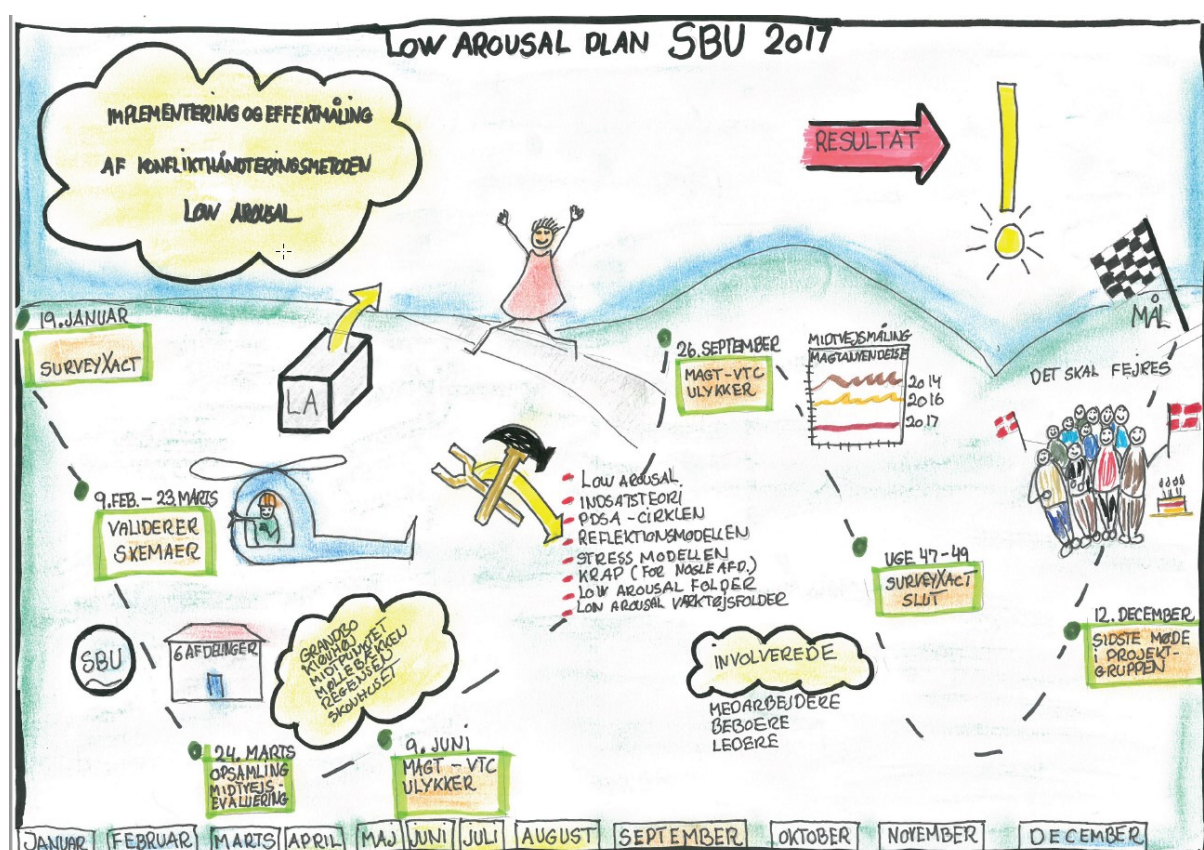 LOW AROUSAL PLAN SBU 2017
IMPLEMENTERING OG EFFEKTMÅLING
AF KONFLIKTHÅNDTERINGSMETODEN
LOW AROUSAL
RESULTAT
MÅL
19. JANUAR
SURVEYXACT
LA
26. SEPTEMBER
MAGT-VTC
ULYKKER
MIDTVEJSMÅLING
MAGTANVENDELSE
2014
2016
2017
DET SKAL FEJRES
9. FEB. - 23 MARTS
VALIDERER
SKEMAER
LOW AROUSAL
INDSATSTEORI
PDSA - CIRKLEN
REFLEKTIONSMODELLEN
STRESS MODELLEN
KRAP (FOR NOGLE AFD.)
LOW AROUSAL FOLDER
LOW AROUSAL VÆRKTØJSFOLDER
UGE 47-49
SURVEYXACT
SLUT
12. DECEMBER
SIDSTE MØDE
I PROJEKT-
GRUPPEN
SBU
6 AFDELINGER
GRANDBO
KIOLHØJ
MIDTPUNKTET
MØLLEBÆKKEN
REGENSEN
SKOVHUSET
INVOLVEREDE
MEDARBEJDERE
BEBOERE
LEDERE
24. MARTS
OPSAMLING
MIDTVEJS-
EVALUERING
9. JUNI
MAGT - VTC
ULYKKER
JANUAR FEBRUAR MARTS APRIL MAJ JUNI JULI AUGUST SEPTEMBER OKTOBER NOVEMBER DECEMBER